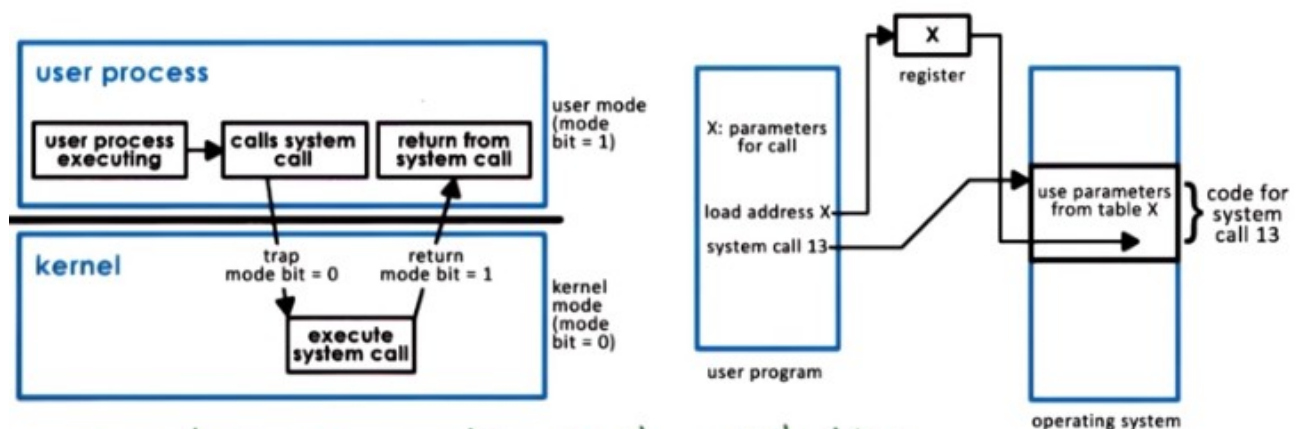 user process
user process
executing
calls system
call
return from
system call
user mode
(mode
bit = 1)
kernel
trap
mode bit = 0
return
mode bit = 1
execute
system call
kernel
mode
(mode
bit = 0)
X
register
X: parameters
for call
load address X
system call 13
user program
use parameters
from table X
code for
system
call 13
operating system